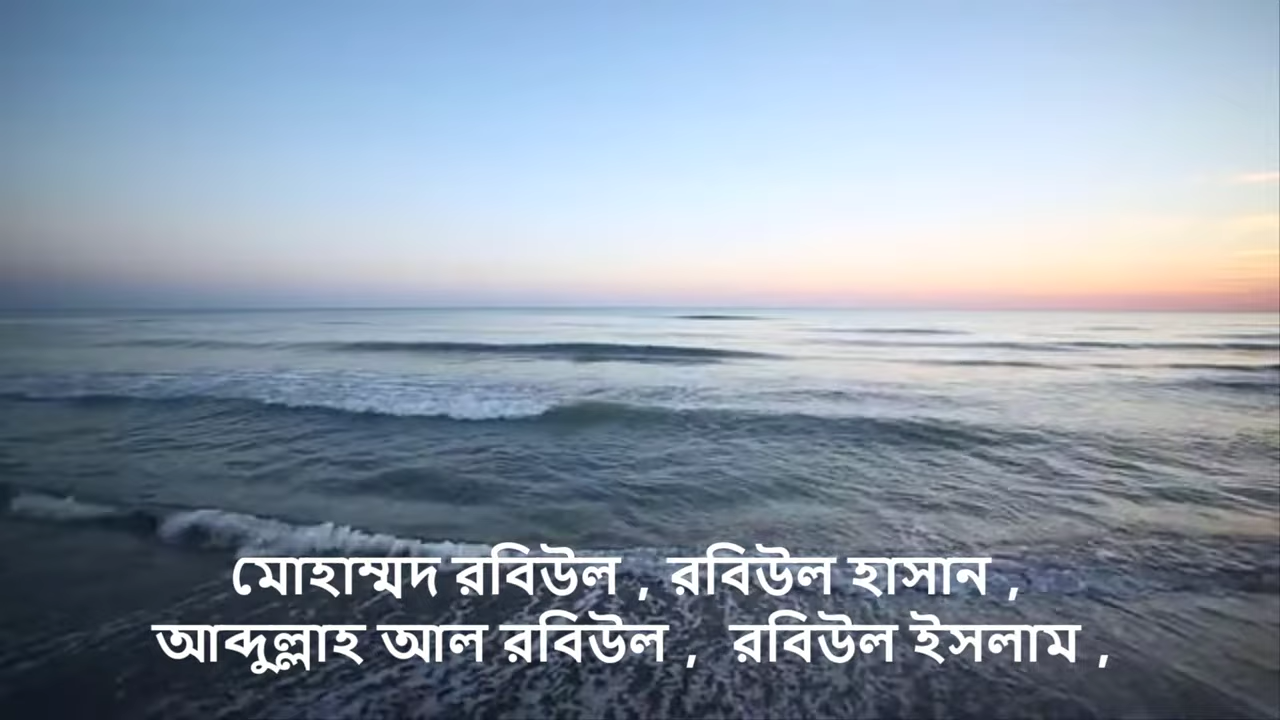 মোহাম্মদ রবিউল , রবিউল হাসান ,
আব্দুল্লাহ আল রবিউল ,  রবিউল ইসলাম ,